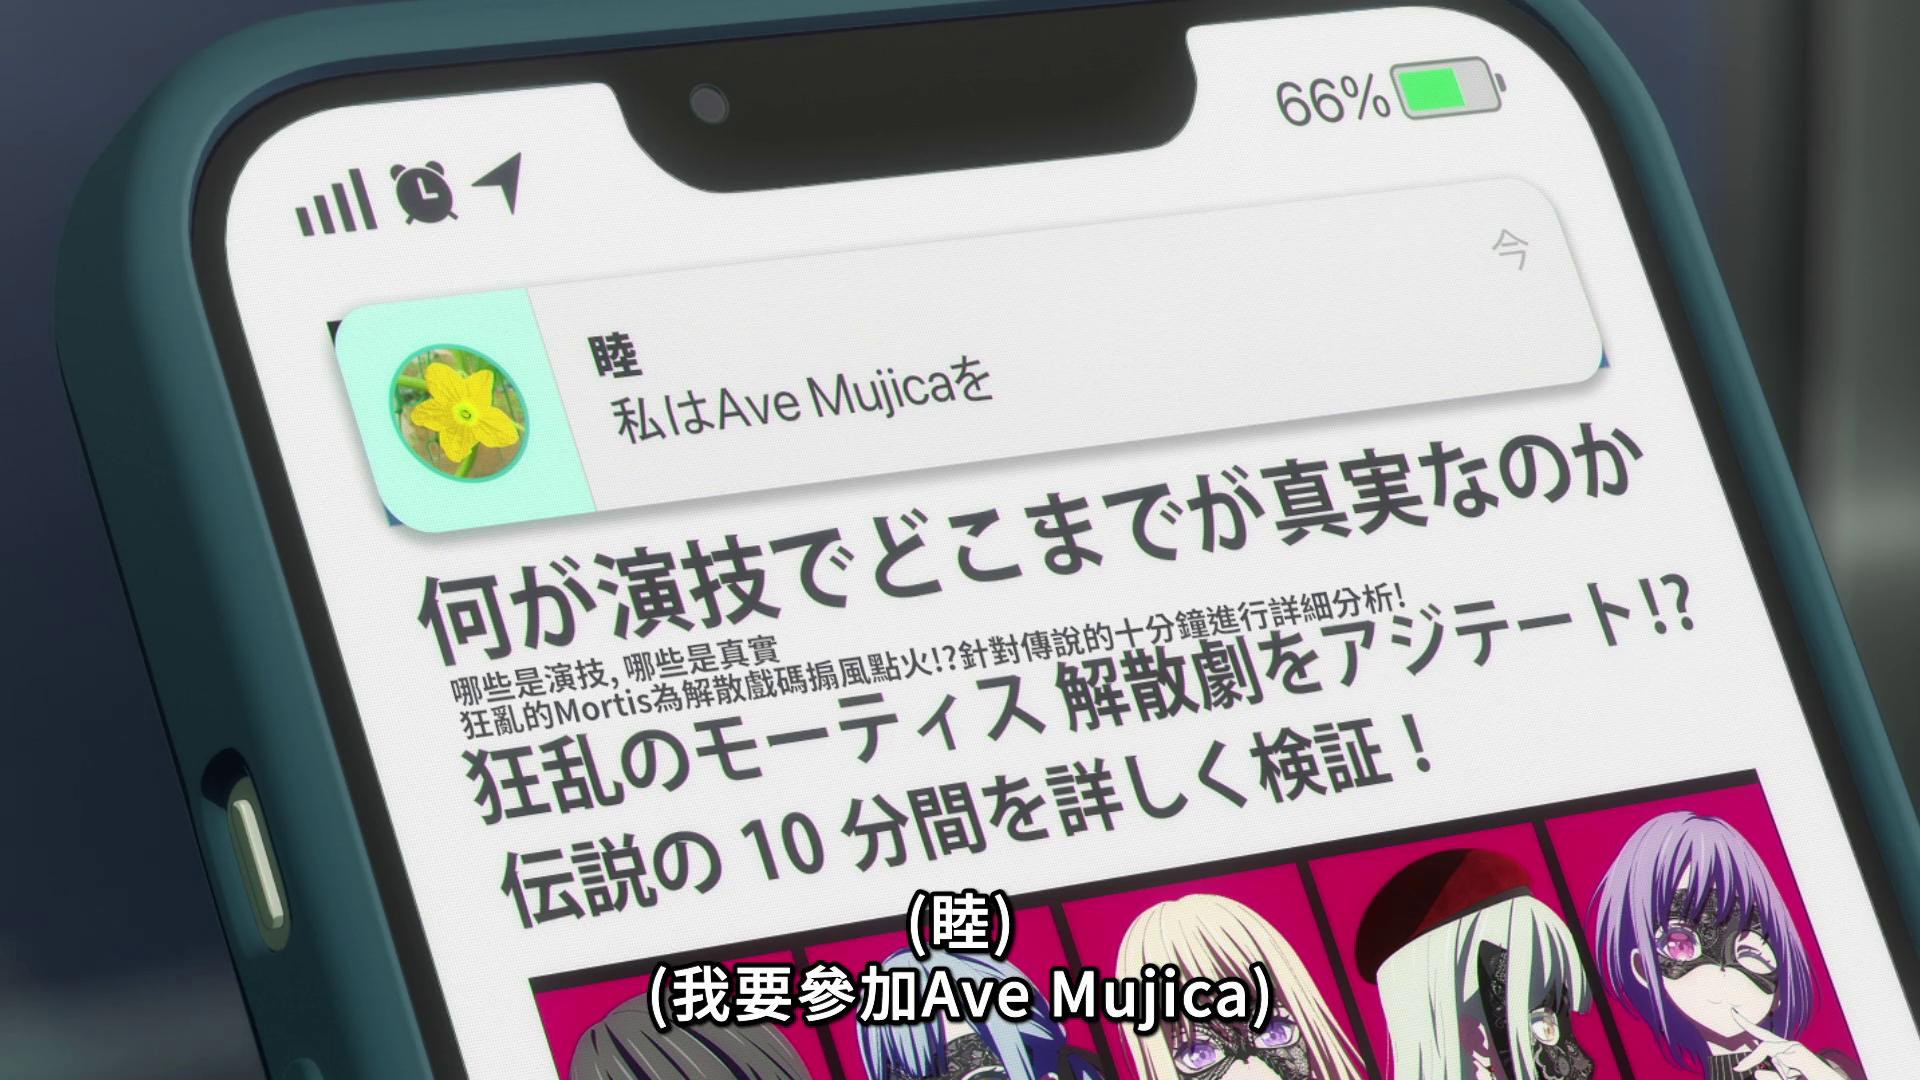 66%
今
睦
私はAve Mujicaを
何が演技でどこまでが真実なのか
哪些是演技，哪些是真實
狂亂的Mortis為解散戲碼搧風點火!?針對傳說的十分鐘進行詳細分析!
狂乱のモーティス 解散劇をアジテート!?
伝説の 10 分間を詳しく検証！
(睦)
(我要參加Ave Mujica)